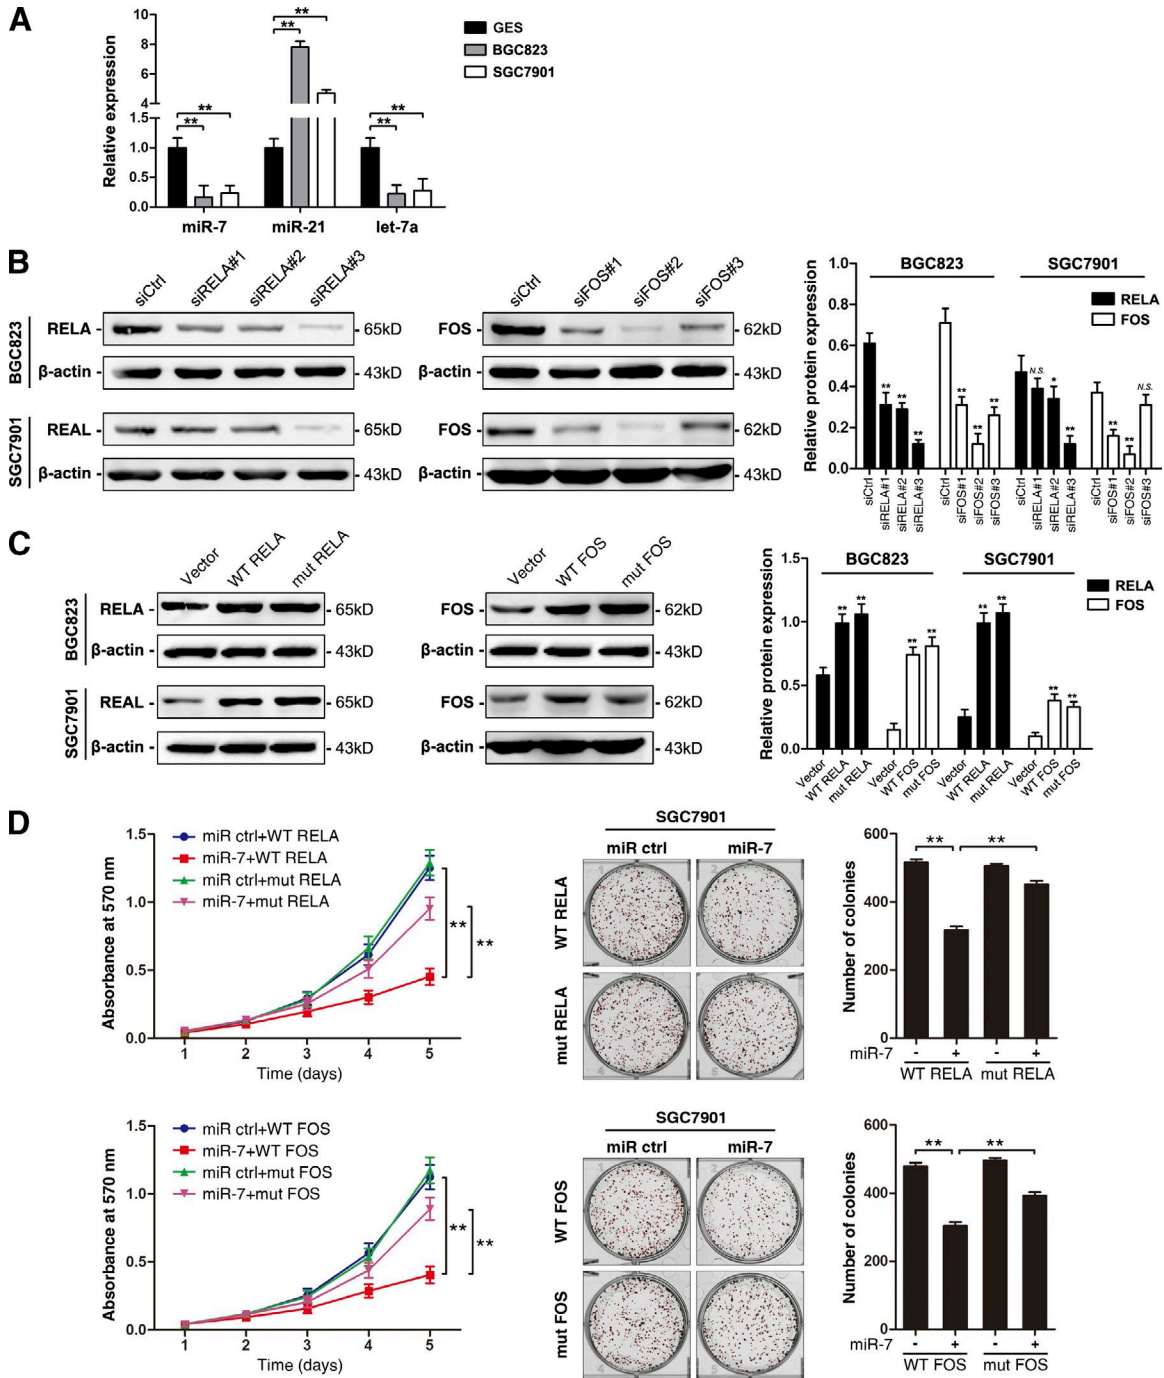 A
10
8
6
4
1.5
1.0
0.5
0.0
Relative expression
** ** ** ** ** **
miR-7 miR-21 let-7a
GES
BGC823
SGC7901
B
siCtrl siRELA#1 siRELA#2 siRELA#3
BGC823
RELA - - 65kD
β-actin - - 43kD
SGC7901
REAL - - 65kD
β-actin - - 43kD
siCtrl siFOS#1 siFOS#2 siFOS#3
FOS - - 62kD
β-actin - - 43kD
FOS - - 62kD
β-actin - - 43kD
Relative protein expression
1.0
0.8
0.6
0.4
0.2
0.0
BGC823 SGC7901
RELA
FOS
** ** ** ** ** ** N.S. * ** ** ** N.S.
siCtrl siRELA#1 siRELA#2 siRELA#3 siCtrl siFOS#1 siFOS#2 siFOS#3 siCtrl siRELA#1 siRELA#2 siRELA#3 siCtrl siFOS#1 siFOS#2 siFOS#3
C
Vector WT RELA mut RELA
BGC823
RELA - - 65kD
β-actin - - 43kD
SGC7901
REAL - - 65kD
β-actin - - 43kD
Vector WT FOS mut FOS
FOS - - 62kD
β-actin - - 43kD
FOS - - 62kD
β-actin - - 43kD
Relative protein expression
1.5
1.0
0.5
0.0
BGC823 SGC7901
RELA
FOS
** ** ** ** ** ** ** **
Vector WT RELA mut RELA Vector WT FOS mut FOS Vector WT RELA mut RELA Vector WT FOS mut FOS
D
Absorbance at 570 nm
1.5
1.0
0.5
0.0
miR ctrl+WT RELA
miR-7+WT RELA
miR ctrl+mut RELA
miR-7+mut RELA
**
**
1 2 3 4 5
Time (days)
SGC7901
miR ctrl miR-7
WT RELA
mut RELA
Number of colonies
600
400
200
0
** **
miR-7 - + - +
WT RELA mut RELA
Absorbance at 570 nm
1.5
1.0
0.5
0.0
miR ctrl+WT FOS
miR-7+WT FOS
miR ctrl+mut FOS
miR-7+mut FOS
**
**
1 2 3 4 5
Time (days)
SGC7901
miR ctrl miR-7
WT FOS
mut FOS
Number of colonies
600
400
200
0
** **
miR-7 - + - +
WT FOS mut FOS